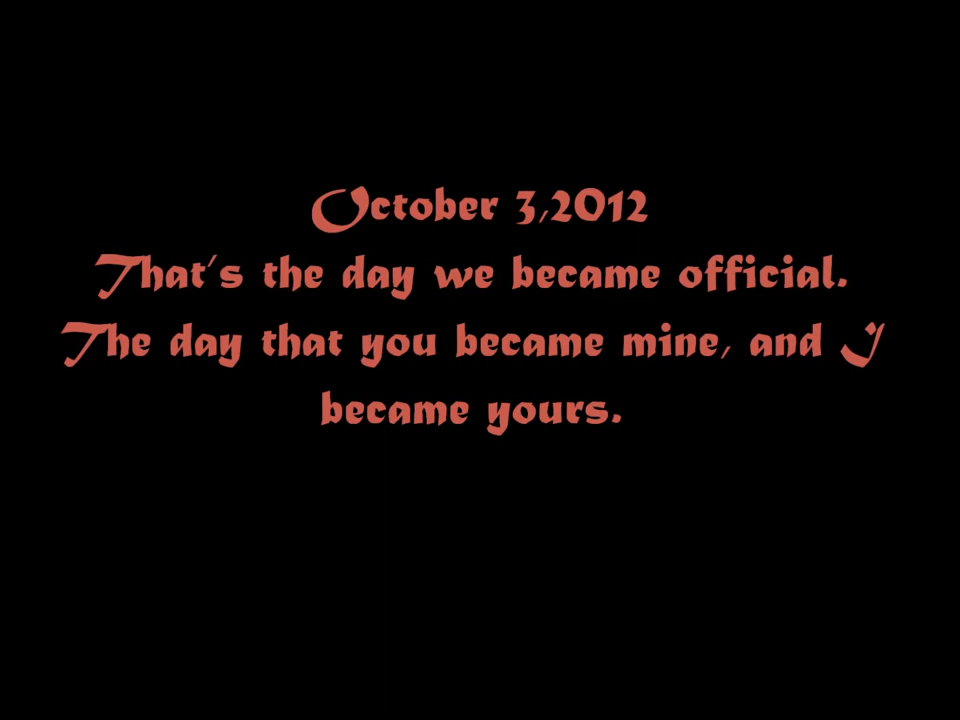 October 3,2012
That's the day we became official.
The day that you became mine, and I
became yours.